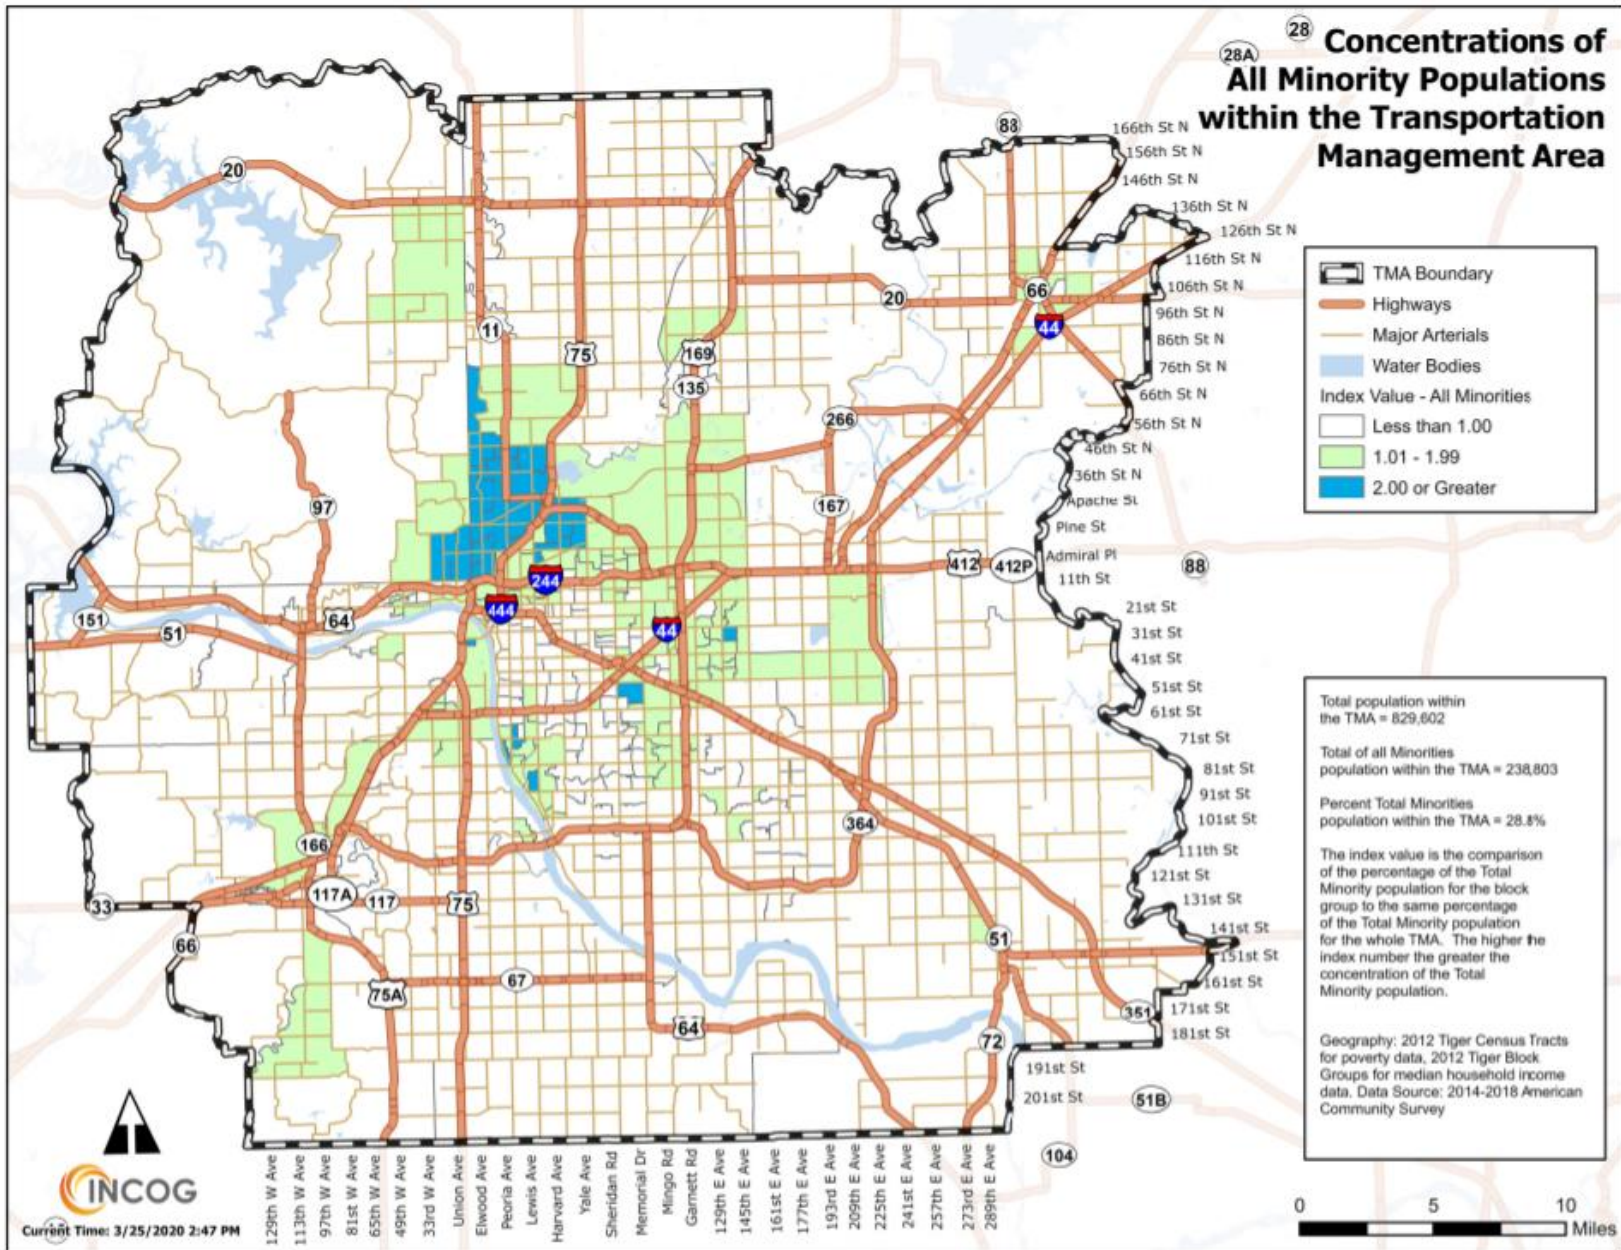 Concentrations of
All Minority Populations
within the Transportation
Management Area
28
28A
88
166th St N
156th St N
146th St N
136th St N
126th St N
116th St N
106th St N
96th St N
86th St N
76th St N
66th St N
56th St N
46th St N
36th St N
Apache St
Pine St
Admiral Pl
11th St
21st St
31st St
41st St
51st St
61st St
71st St
81st St
91st St
101st St
111th St
121st St
131st St
141st St
151st St
161st St
171st St
181st St
191st St
201st St
20
11
75
169
135
20
66
44
266
97
167
412
412P
88
244
444
44
151
51
64
166
117A
117
75
33
66
364
51
75A
67
64
351
72
51B
104
TMA Boundary
Highways
Major Arterials
Water Bodies
Index Value - All Minorities
Less than 1.00
1.01 - 1.99
2.00 or Greater
Total population within
the TMA = 829,602
Total of all Minorities
population within the TMA = 238,803
Percent Total Minorities
population within the TMA = 28.8%
The index value is the comparison
of the percentage of the Total
Minority population for the block
group to the same percentage
of the Total Minority population
for the whole TMA. The higher the
index number the greater the
concentration of the Total
Minority population.
Geography: 2012 Tiger Census Tracts
for poverty data, 2012 Tiger Block
Groups for median household income
data. Data Source: 2014-2018 American
Community Survey
INCOG
Current Time: 3/25/2020 2:47 PM
129th W Ave
113th W Ave
97th W Ave
81st W Ave
65th W Ave
49th W Ave
33rd W Ave
Union Ave
Elwood Ave
Peoria Ave
Lewis Ave
Harvard Ave
Yale Ave
Sheridan Rd
Memorial Dr
Mingo Rd
Garnett Rd
129th E Ave
145th E Ave
161st E Ave
177th E Ave
193rd E Ave
209th E Ave
225th E Ave
241st E Ave
257th E Ave
273rd E Ave
289th E Ave
0 5 10
Miles